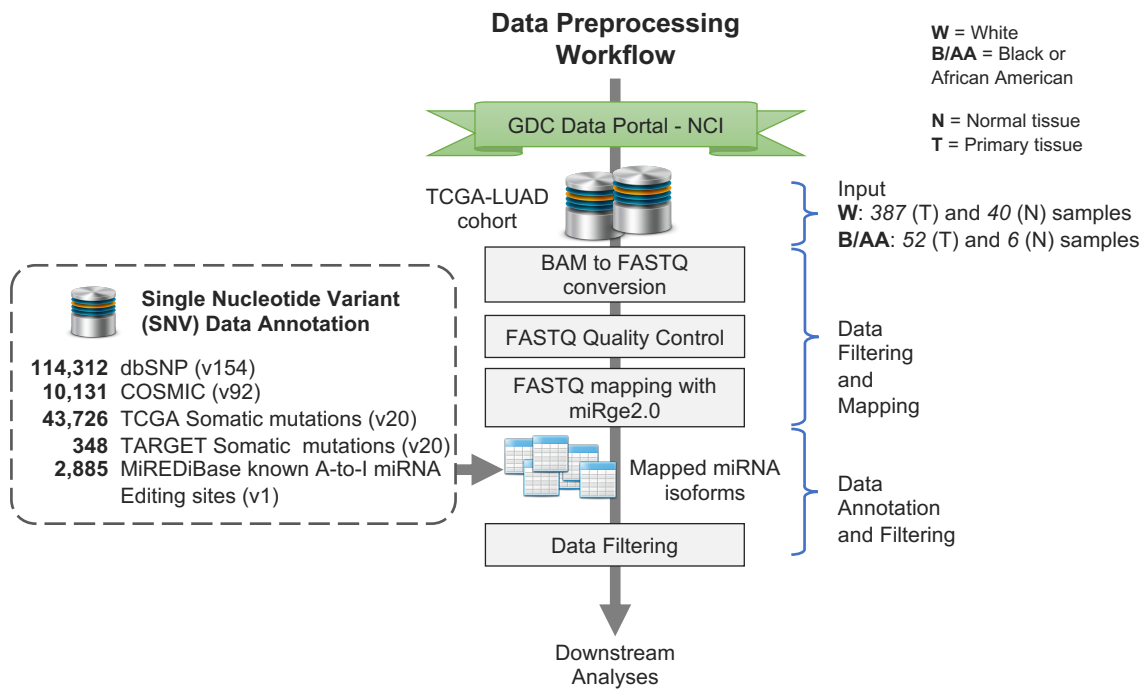 Data Preprocessing
Workflow
W = White
B/AA = Black or
African American
N = Normal tissue
T = Primary tissue
GDC Data Portal - NCI
TCGA-LUAD
cohort
Input
W: 387 (T) and 40 (N) samples
B/AA: 52 (T) and 6 (N) samples
BAM to FASTQ
conversion
FASTQ Quality Control
FASTQ mapping with
miRge2.0
Data
Filtering
and
Mapping
Single Nucleotide Variant
(SNV) Data Annotation
114,312 dbSNP (v154)
10,131 COSMIC (v92)
43,726 TCGA Somatic mutations (v20)
348 TARGET Somatic mutations (v20)
2,885 MiREDiBase known A-to-I miRNA
Editing sites (v1)
Mapped miRNA
isoforms
Data
Annotation
and Filtering
Data Filtering
Downstream
Analyses